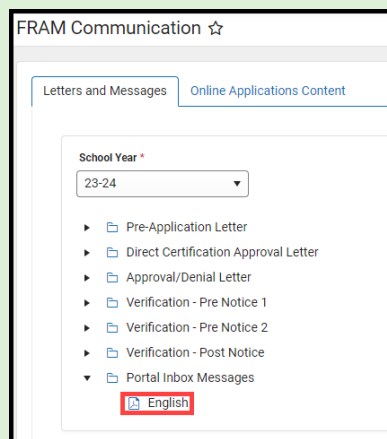 FRAM Communication ☆
Letters and Messages Online Applications Content
School Year *
23-24
Pre-Application Letter
Direct Certification Approval Letter
Approval/Denial Letter
Verification - Pre Notice 1
Verification - Pre Notice 2
Verification - Post Notice
Portal Inbox Messages
English